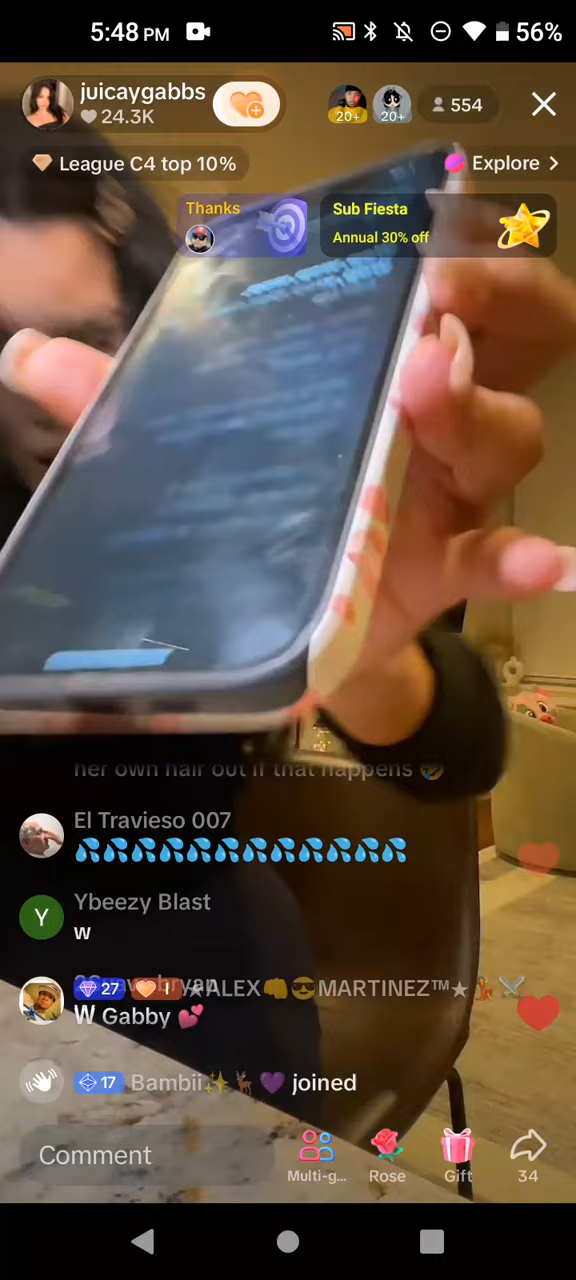 5:48 PM
56%
juicaygabbs
24.3K
20+
20+
554
League C4 top 10%
Explore >
Thanks
Sub Fiesta
Annual 30% off
her own hair out if that happens 🤣
El Travieso 007
💦💦💦💦💦💦💦💦💦💦💦💦
Y
Ybeezy Blast
w
27
I
★ALEX👊😎MARTINEZ™★💃🏽⚔️
W Gabby 💕
17
Bambii✨🦌💜 joined
Comment
Multi-g...
Rose
Gift
34